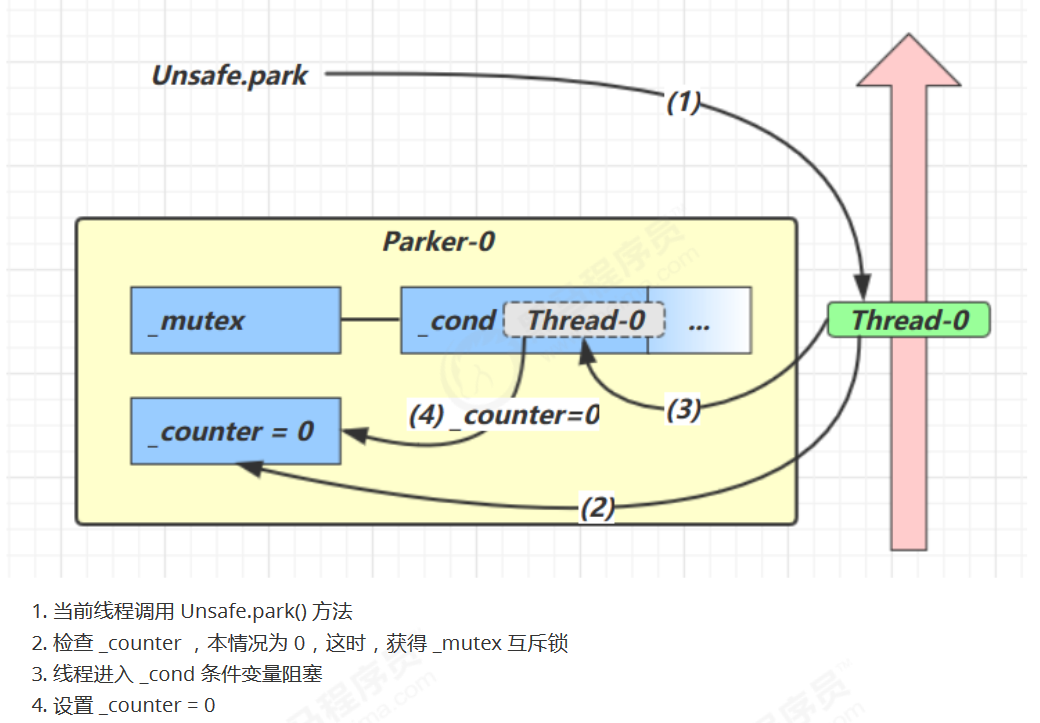 Unsafe.park
(1)
Parker-0
_mutex
_cond
Thread-0
...
Thread-0
(4) _counter=0
(3)
_counter = 0
(2)
1. 当前线程调用 Unsafe.park() 方法
2. 检查 _counter ，本情况为 0，这时，获得 _mutex 互斥锁
3. 线程进入 _cond 条件变量阻塞
4. 设置 _counter = 0